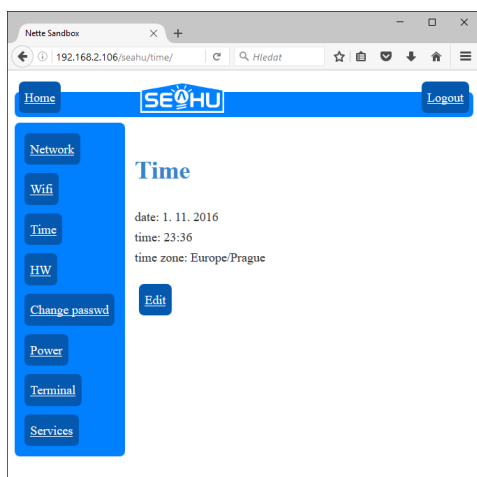 Nette Sandbox
192.168.2.106/seahu/time/
Hledat
Home
SEAHU
Logout
Network
Wifi
Time
HW
Change passwd
Power
Terminal
Services
Time
date: 1. 11. 2016
time: 23:36
time zone: Europe/Prague
Edit